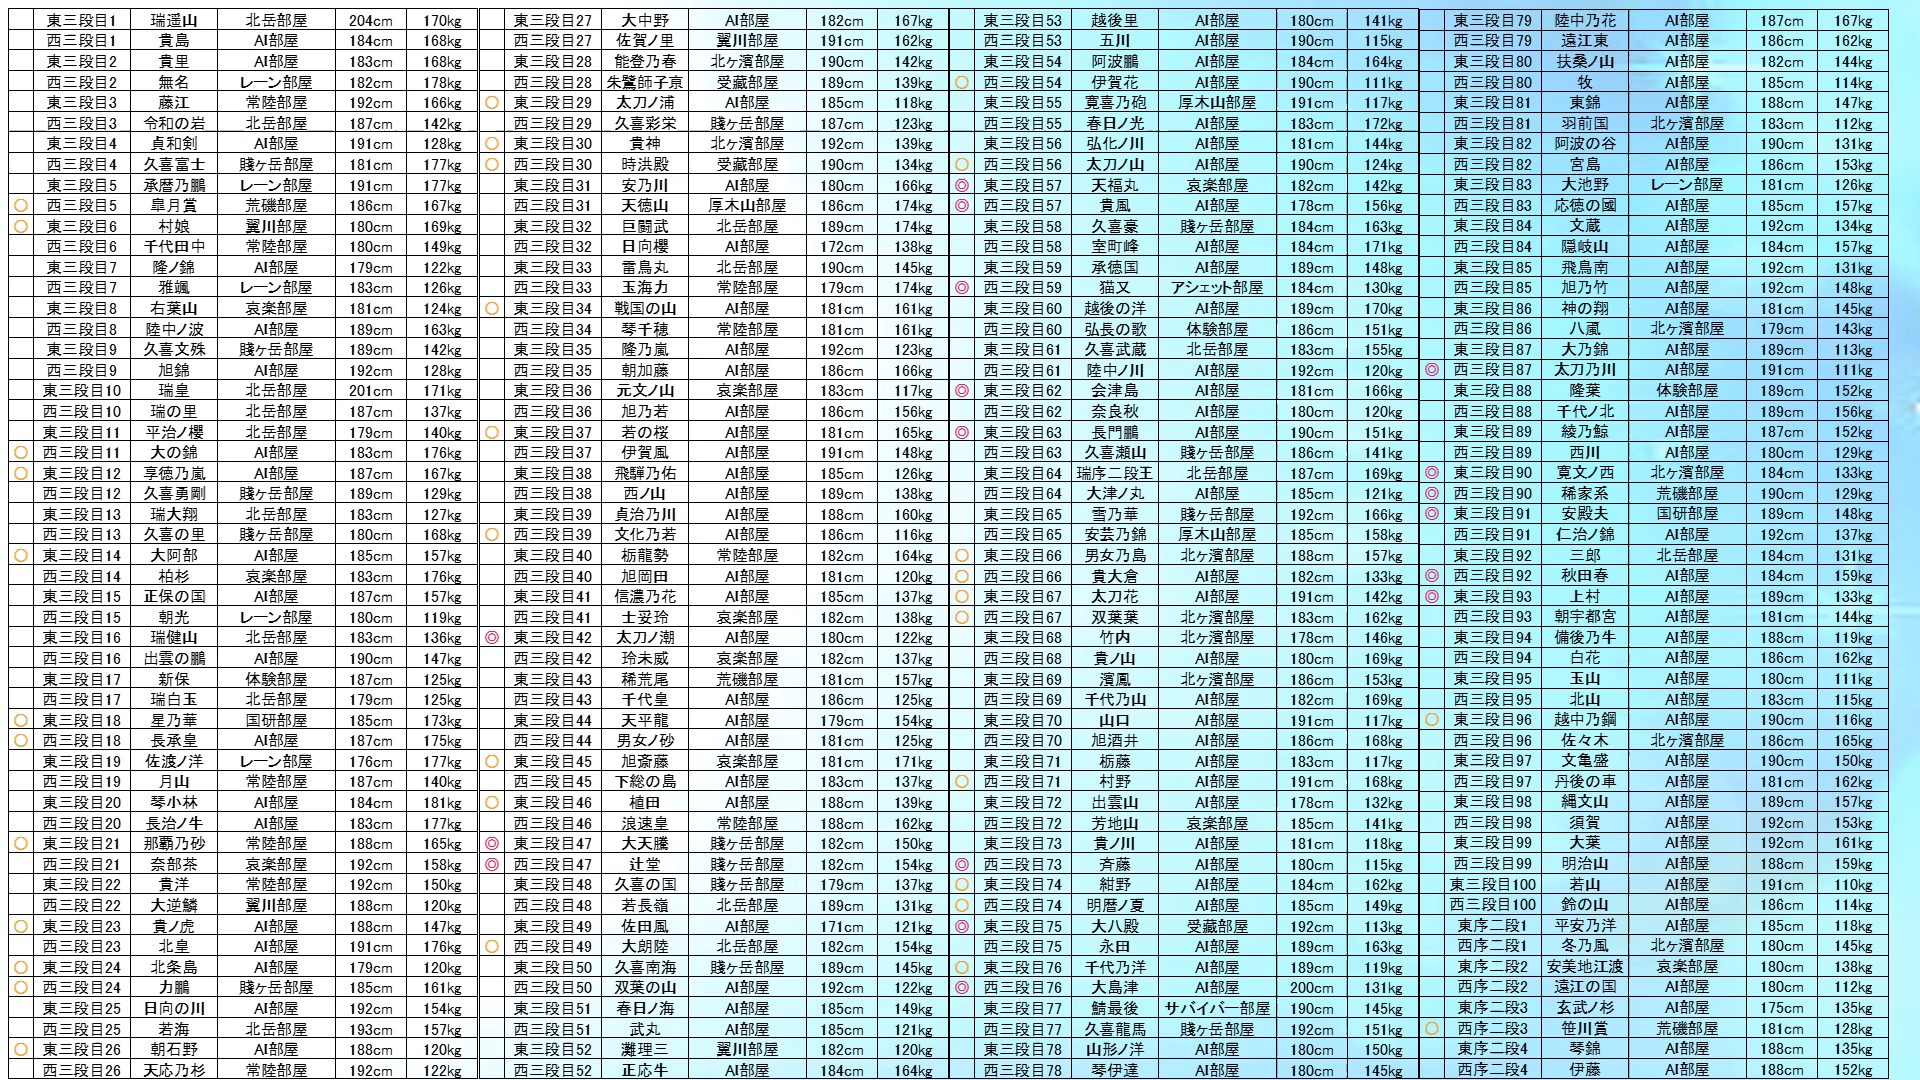 東三段目1 瑞遥山 北岳部屋 204cm 170kg
西三段目1 貴島 AI部屋 184cm 168kg
東三段目2 貴里 AI部屋 183cm 168kg
西三段目2 無名 レーン部屋 182cm 178kg
東三段目3 藤江 常陸部屋 192cm 166kg
西三段目3 令和の岩 北岳部屋 187cm 142kg
東三段目4 貞和剣 AI部屋 191cm 128kg
西三段目4 久喜富士 賤ヶ岳部屋 181cm 177kg
東三段目5 承暦乃鵬 レーン部屋 191cm 177kg
○ 西三段目5 皐月賞 荒磯部屋 186cm 167kg
○ 東三段目6 村娘 翼川部屋 180cm 169kg
西三段目6 千代田中 常陸部屋 180cm 149kg
東三段目7 隆ノ錦 AI部屋 179cm 122kg
西三段目7 雅颯 レーン部屋 183cm 126kg
東三段目8 右葉山 哀楽部屋 181cm 124kg
西三段目8 陸中ノ波 AI部屋 189cm 163kg
東三段目9 久喜文殊 賤ヶ岳部屋 189cm 142kg
西三段目9 旭錦 AI部屋 192cm 128kg
東三段目10 瑞皇 北岳部屋 201cm 171kg
西三段目10 瑞の里 北岳部屋 187cm 137kg
東三段目11 平治ノ櫻 北岳部屋 179cm 140kg
○ 西三段目11 大の錦 AI部屋 183cm 176kg
○ 東三段目12 享徳乃嵐 AI部屋 187cm 167kg
西三段目12 久喜勇剛 賤ヶ岳部屋 189cm 129kg
東三段目13 瑞大翔 北岳部屋 183cm 127kg
西三段目13 久喜の里 賤ヶ岳部屋 180cm 168kg
○ 東三段目14 大阿部 AI部屋 185cm 157kg
西三段目14 柏杉 哀楽部屋 183cm 176kg
東三段目15 正保の国 AI部屋 187cm 157kg
西三段目15 朝光 レーン部屋 180cm 119kg
東三段目16 瑞健山 北岳部屋 183cm 136kg
西三段目16 出雲の鵬 AI部屋 190cm 147kg
東三段目17 新保 体験部屋 187cm 125kg
西三段目17 瑞白玉 北岳部屋 179cm 125kg
○ 東三段目18 星乃華 国研部屋 185cm 173kg
○ 西三段目18 長承皇 AI部屋 187cm 175kg
東三段目19 佐渡ノ洋 レーン部屋 176cm 177kg
西三段目19 月山 常陸部屋 187cm 140kg
東三段目20 琴小林 AI部屋 184cm 181kg
西三段目20 長治ノ牛 AI部屋 183cm 177kg
○ 東三段目21 那覇乃砂 常陸部屋 188cm 165kg
西三段目21 奈部茶 哀楽部屋 192cm 158kg
東三段目22 貴洋 常陸部屋 192cm 150kg
西三段目22 大逆鱗 翼川部屋 188cm 120kg
○ 東三段目23 貴ノ虎 AI部屋 188cm 147kg
西三段目23 北皇 AI部屋 191cm 176kg
○ 東三段目24 北条島 AI部屋 179cm 120kg
○ 西三段目24 力鵬 賤ヶ岳部屋 185cm 161kg
東三段目25 日向の川 AI部屋 192cm 154kg
西三段目25 若海 北岳部屋 193cm 157kg
○ 東三段目26 朝石野 AI部屋 188cm 120kg
西三段目26 天応乃杉 常陸部屋 192cm 122kg
東三段目27 大中野 AI部屋 182cm 167kg
西三段目27 佐賀ノ里 翼川部屋 191cm 162kg
東三段目28 能登乃春 北ヶ濱部屋 190cm 142kg
西三段目28 朱鷺師子京 受蔵部屋 189cm 139kg
○ 東三段目29 太刀ノ浦 AI部屋 185cm 118kg
西三段目29 久喜彩栄 賤ヶ岳部屋 187cm 123kg
○ 東三段目30 貴神 北ヶ濱部屋 192cm 139kg
○ 西三段目30 時洪殿 受蔵部屋 190cm 134kg
東三段目31 安乃川 AI部屋 180cm 166kg
西三段目31 天徳山 厚木山部屋 186cm 174kg
東三段目32 巨闘武 北岳部屋 189cm 174kg
西三段目32 日向櫻 AI部屋 172cm 138kg
東三段目33 雷鳥丸 北岳部屋 190cm 145kg
西三段目33 玉海力 常陸部屋 179cm 174kg
○ 東三段目34 戦国の山 AI部屋 181cm 161kg
西三段目34 琴千穂 常陸部屋 181cm 161kg
東三段目35 隆乃嵐 AI部屋 192cm 123kg
西三段目35 朝加藤 AI部屋 186cm 166kg
東三段目36 元文ノ山 哀楽部屋 183cm 117kg
西三段目36 旭乃若 AI部屋 186cm 156kg
○ 東三段目37 若の桜 AI部屋 181cm 165kg
西三段目37 伊賀風 AI部屋 191cm 148kg
東三段目38 飛騨乃佑 AI部屋 185cm 126kg
西三段目38 西ノ山 AI部屋 189cm 138kg
東三段目39 貞治乃川 AI部屋 188cm 160kg
○ 西三段目39 文化乃若 AI部屋 186cm 116kg
東三段目40 栃龍勢 常陸部屋 182cm 164kg
西三段目40 旭岡田 AI部屋 181cm 120kg
東三段目41 信濃乃花 AI部屋 185cm 137kg
西三段目41 士妥玲 哀楽部屋 182cm 138kg
◎ 東三段目42 太刀ノ潮 AI部屋 180cm 122kg
西三段目42 玲未威 哀楽部屋 182cm 137kg
東三段目43 稀荒尾 荒磯部屋 181cm 157kg
西三段目43 千代皇 AI部屋 186cm 125kg
東三段目44 天平龍 AI部屋 179cm 154kg
西三段目44 男女ノ砂 AI部屋 181cm 125kg
○ 東三段目45 旭斎藤 哀楽部屋 181cm 171kg
西三段目45 下総の島 AI部屋 183cm 137kg
○ 東三段目46 植田 AI部屋 188cm 139kg
西三段目46 浪速皇 常陸部屋 188cm 162kg
◎ 東三段目47 大天騰 賤ヶ岳部屋 182cm 150kg
◎ 西三段目47 辻堂 賤ヶ岳部屋 182cm 154kg
東三段目48 久喜の国 賤ヶ岳部屋 179cm 137kg
西三段目48 若長嶺 北岳部屋 189cm 131kg
東三段目49 佐田風 AI部屋 171cm 121kg
○ 西三段目49 大朗陸 北岳部屋 182cm 154kg
東三段目50 久喜南海 賤ヶ岳部屋 189cm 145kg
西三段目50 双葉の山 AI部屋 192cm 122kg
東三段目51 春日ノ海 AI部屋 185cm 149kg
西三段目51 武丸 AI部屋 185cm 121kg
東三段目52 灘理三 翼川部屋 182cm 120kg
西三段目52 正応牛 AI部屋 184cm 164kg
東三段目53 越後里 AI部屋 180cm 141kg
西三段目53 五川 AI部屋 190cm 115kg
東三段目54 阿波鵬 AI部屋 184cm 164kg
○ 西三段目54 伊賀花 AI部屋 190cm 111kg
東三段目55 寛喜乃砲 厚木山部屋 191cm 117kg
西三段目55 春日ノ光 AI部屋 183cm 172kg
東三段目56 弘化ノ川 AI部屋 181cm 144kg
○ 西三段目56 太刀ノ山 AI部屋 190cm 124kg
◎ 東三段目57 天福丸 哀楽部屋 182cm 142kg
◎ 西三段目57 貴風 AI部屋 178cm 156kg
東三段目58 久喜豪 賤ヶ岳部屋 184cm 163kg
西三段目58 室町峰 AI部屋 184cm 171kg
東三段目59 承徳国 AI部屋 189cm 148kg
◎ 西三段目59 猫又 アシェット部屋 184cm 130kg
東三段目60 越後の洋 AI部屋 189cm 170kg
西三段目60 弘長の歌 体験部屋 186cm 151kg
東三段目61 久喜武蔵 北岳部屋 183cm 155kg
西三段目61 陸中ノ川 AI部屋 192cm 120kg
◎ 東三段目62 会津島 AI部屋 181cm 166kg
西三段目62 奈良秋 AI部屋 180cm 120kg
◎ 東三段目63 長門鵬 AI部屋 190cm 151kg
西三段目63 久喜瀬山 賤ヶ岳部屋 186cm 141kg
東三段目64 瑞序二段王 北岳部屋 187cm 169kg
西三段目64 大津ノ丸 AI部屋 185cm 121kg
東三段目65 雪乃華 賤ヶ岳部屋 192cm 166kg
西三段目65 安芸乃錦 厚木山部屋 185cm 158kg
○ 東三段目66 男女乃島 北ヶ濱部屋 188cm 157kg
○ 西三段目66 貴大倉 AI部屋 182cm 133kg
○ 東三段目67 太刀花 AI部屋 191cm 142kg
○ 西三段目67 双葉葉 北ヶ濱部屋 183cm 162kg
東三段目68 竹内 北ヶ濱部屋 178cm 146kg
西三段目68 貴ノ山 AI部屋 180cm 169kg
東三段目69 濱鳳 北ヶ濱部屋 186cm 153kg
西三段目69 千代乃山 AI部屋 182cm 169kg
東三段目70 山口 AI部屋 191cm 117kg
西三段目70 旭酒井 AI部屋 186cm 168kg
東三段目71 栃藤 AI部屋 183cm 117kg
○ 西三段目71 村野 AI部屋 191cm 168kg
東三段目72 出雲山 AI部屋 178cm 132kg
西三段目72 芳地山 哀楽部屋 185cm 141kg
東三段目73 貴ノ川 AI部屋 181cm 118kg
◎ 西三段目73 斉藤 AI部屋 180cm 115kg
○ 東三段目74 紺野 AI部屋 184cm 162kg
○ 西三段目74 明暦ノ夏 AI部屋 185cm 149kg
◎ 東三段目75 大八殿 受蔵部屋 192cm 113kg
西三段目75 永田 AI部屋 189cm 163kg
○ 東三段目76 千代乃洋 AI部屋 189cm 119kg
◎ 西三段目76 大島津 AI部屋 200cm 131kg
東三段目77 鯖最後 サバイバー部屋 190cm 145kg
西三段目77 久喜龍馬 賤ヶ岳部屋 192cm 151kg
東三段目78 山形ノ洋 AI部屋 180cm 150kg
西三段目78 琴伊達 AI部屋 180cm 145kg
東三段目79 陸中乃花 AI部屋 187cm 167kg
西三段目79 遠江東 AI部屋 186cm 162kg
東三段目80 扶桑ノ山 AI部屋 182cm 144kg
西三段目80 牧 AI部屋 185cm 114kg
東三段目81 東錦 AI部屋 188cm 147kg
西三段目81 羽前国 北ヶ濱部屋 183cm 112kg
東三段目82 阿波の谷 AI部屋 190cm 131kg
西三段目82 宮島 AI部屋 186cm 153kg
東三段目83 大池野 レーン部屋 181cm 126kg
西三段目83 応徳の國 AI部屋 185cm 157kg
東三段目84 文蔵 AI部屋 192cm 134kg
西三段目84 隠岐山 AI部屋 184cm 157kg
東三段目85 飛鳥南 AI部屋 192cm 131kg
西三段目85 旭乃竹 AI部屋 192cm 148kg
東三段目86 神の翔 AI部屋 181cm 145kg
西三段目86 八風 北ヶ濱部屋 179cm 143kg
東三段目87 大乃錦 AI部屋 189cm 113kg
◎ 西三段目87 太刀乃川 AI部屋 191cm 111kg
東三段目88 隆葉 体験部屋 189cm 152kg
西三段目88 千代ノ北 AI部屋 189cm 156kg
東三段目89 綾乃鯨 AI部屋 187cm 152kg
西三段目89 西川 AI部屋 180cm 129kg
◎ 東三段目90 寛文ノ西 北ヶ濱部屋 184cm 133kg
◎ 西三段目90 稀家系 荒磯部屋 190cm 129kg
◎ 東三段目91 安殿夫 国研部屋 189cm 148kg
西三段目91 仁治ノ錦 AI部屋 192cm 137kg
東三段目92 三郎 北岳部屋 184cm 131kg
◎ 西三段目92 秋田春 AI部屋 184cm 159kg
◎ 東三段目93 上村 AI部屋 189cm 133kg
西三段目93 朝宇都宮 AI部屋 181cm 144kg
東三段目94 備後乃牛 AI部屋 188cm 119kg
西三段目94 白花 AI部屋 186cm 162kg
東三段目95 玉山 AI部屋 180cm 111kg
西三段目95 北山 AI部屋 183cm 115kg
○ 東三段目96 越中乃鋼 AI部屋 190cm 116kg
西三段目96 佐々木 北ヶ濱部屋 186cm 165kg
東三段目97 文亀盛 AI部屋 190cm 150kg
西三段目97 丹後の車 AI部屋 181cm 162kg
東三段目98 縄文山 AI部屋 189cm 157kg
西三段目98 須賀 AI部屋 192cm 153kg
東三段目99 大葉 AI部屋 192cm 161kg
西三段目99 明治山 AI部屋 188cm 159kg
東三段目100 若山 AI部屋 191cm 110kg
西三段目100 鈴の山 AI部屋 186cm 114kg
東序二段1 平安乃洋 AI部屋 185cm 118kg
西序二段1 冬乃風 北ヶ濱部屋 180cm 145kg
東序二段2 安美地江渡 哀楽部屋 180cm 138kg
西序二段2 遠江の国 AI部屋 180cm 112kg
東序二段3 玄武ノ杉 AI部屋 175cm 135kg
○ 西序二段3 笹川賞 荒磯部屋 181cm 128kg
東序二段4 琴錦 AI部屋 188cm 135kg
西序二段4 伊藤 AI部屋 188cm 152kg